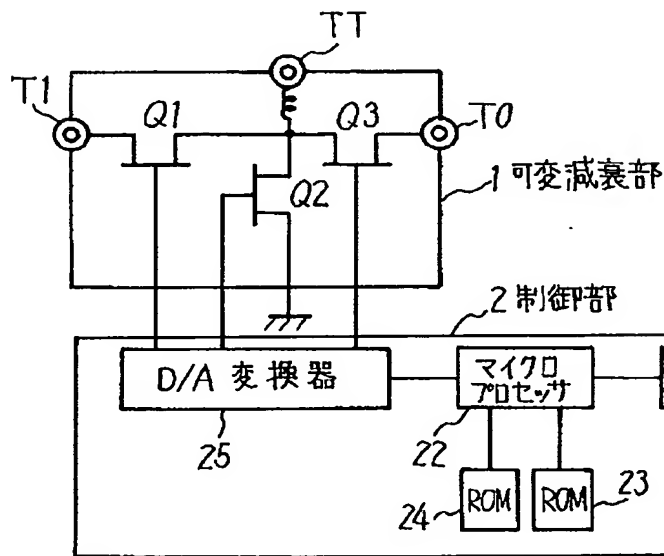 TT
T1
Q1
Q3
TO
Q2
1 可変減衰部
2 制御部
D/A 変換器
マイクロ
プロセッサ
25
22
24
ROM
ROM
23